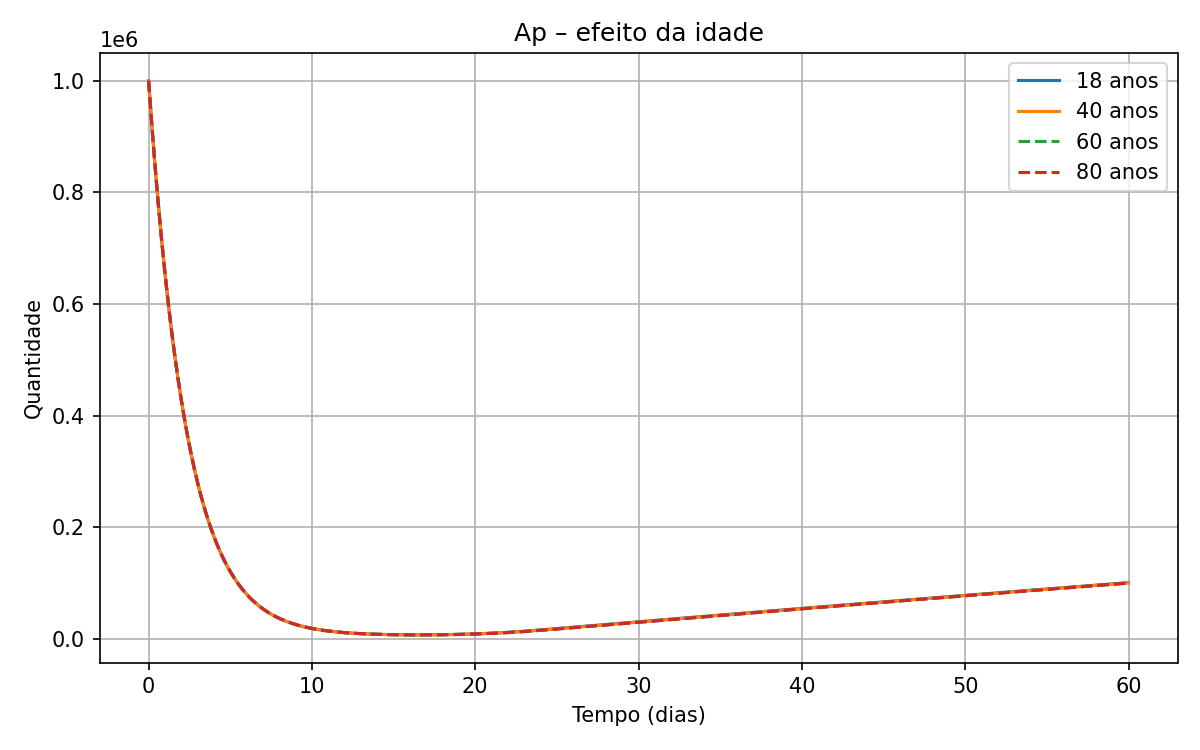 Ap – efeito da idade
1e6
1.0
0.8
0.6
0.4
0.2
0.0
Quantidade
0
10
20
30
40
50
60
Tempo (dias)
18 anos
40 anos
60 anos
80 anos